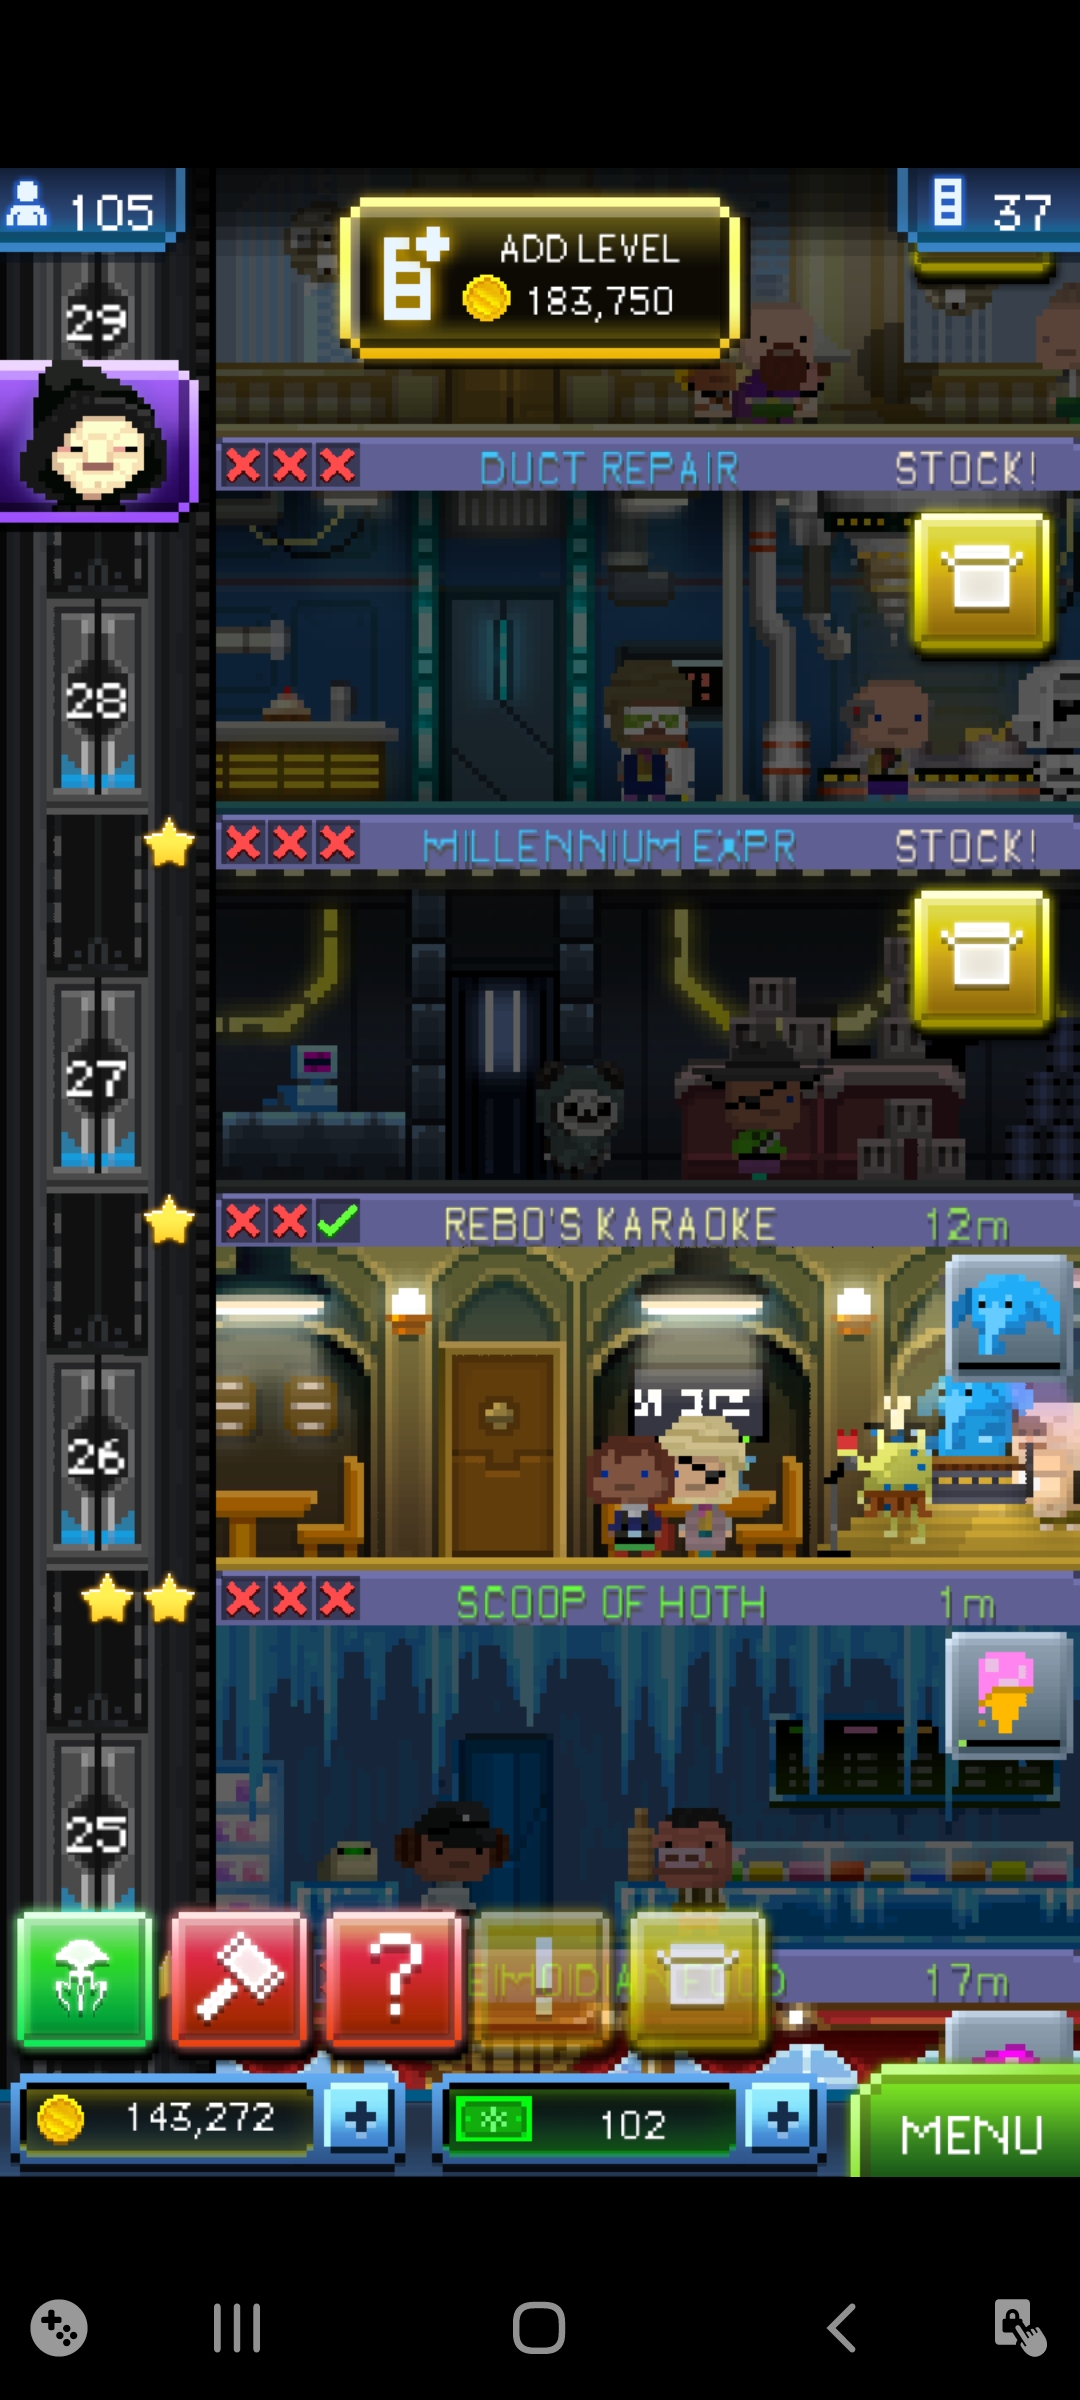 105
37
ADD LEVEL
183,750
29
DUCT REPAIR STOCK!
28
MILLENNIUM EXPR STOCK!
27
REBO'S KARAOKE 12m
26
SCOOP OF HOTH 1m
25
17m
143,272
102
MENU